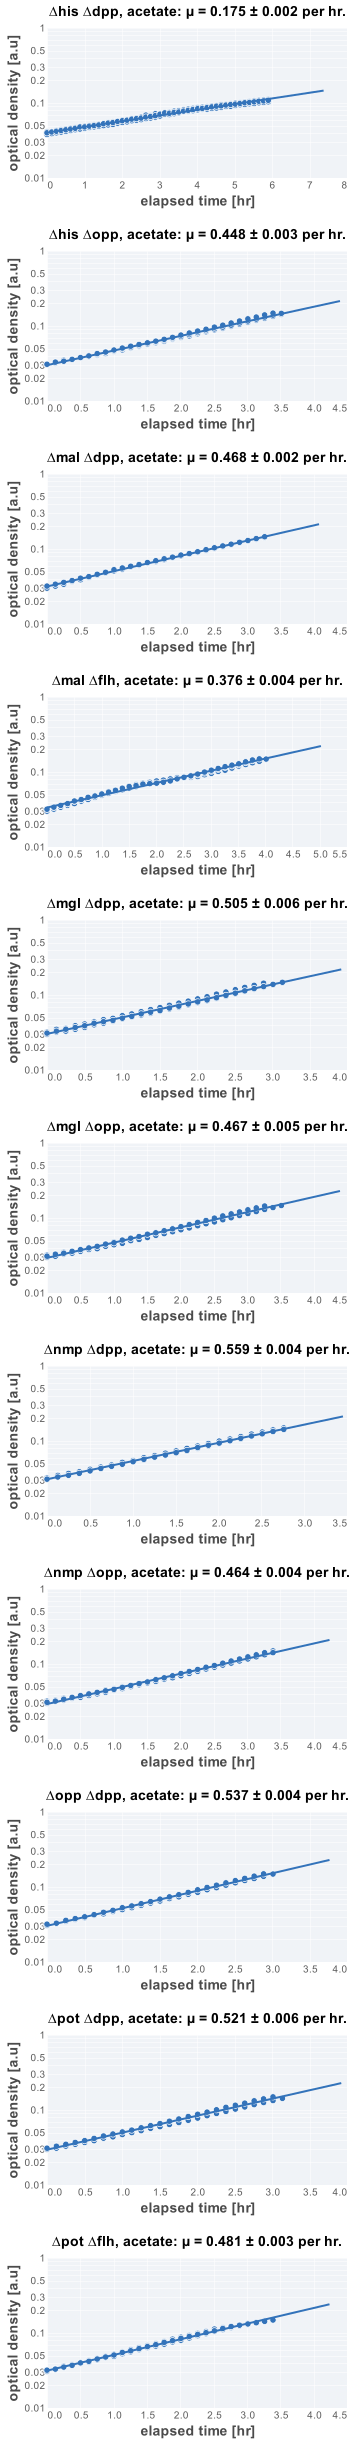 ∆his ∆dpp, acetate: μ = 0.175 ± 0.002 per hr.
1
0.5
0.3
0.2
0.1
0.05
0.03
0.02
0.01
optical density [a.u]
0 1 2 3 4 5 6 7 8
elapsed time [hr]
∆his ∆opp, acetate: μ = 0.448 ± 0.003 per hr.
1
0.5
0.3
0.2
0.1
0.05
0.03
0.02
0.01
optical density [a.u]
0.0 0.5 1.0 1.5 2.0 2.5 3.0 3.5 4.0 4.5
elapsed time [hr]
∆mal ∆dpp, acetate: μ = 0.468 ± 0.002 per hr.
1
0.5
0.3
0.2
0.1
0.05
0.03
0.02
0.01
optical density [a.u]
0.0 0.5 1.0 1.5 2.0 2.5 3.0 3.5 4.0 4.5
elapsed time [hr]
∆mal ∆flh, acetate: μ = 0.376 ± 0.004 per hr.
1
0.5
0.3
0.2
0.1
0.05
0.03
0.02
0.01
optical density [a.u]
0.0 0.5 1.0 1.5 2.0 2.5 3.0 3.5 4.0 4.5 5.0 5.5
elapsed time [hr]
∆mgl ∆dpp, acetate: μ = 0.505 ± 0.006 per hr.
1
0.5
0.3
0.2
0.1
0.05
0.03
0.02
0.01
optical density [a.u]
0.0 0.5 1.0 1.5 2.0 2.5 3.0 3.5 4.0
elapsed time [hr]
∆mgl ∆opp, acetate: μ = 0.467 ± 0.005 per hr.
1
0.5
0.3
0.2
0.1
0.05
0.03
0.02
0.01
optical density [a.u]
0.0 0.5 1.0 1.5 2.0 2.5 3.0 3.5 4.0 4.5
elapsed time [hr]
∆nmp ∆dpp, acetate: μ = 0.559 ± 0.004 per hr.
1
0.5
0.3
0.2
0.1
0.05
0.03
0.02
0.01
optical density [a.u]
0.0 0.5 1.0 1.5 2.0 2.5 3.0 3.5
elapsed time [hr]
∆nmp ∆opp, acetate: μ = 0.464 ± 0.004 per hr.
1
0.5
0.3
0.2
0.1
0.05
0.03
0.02
0.01
optical density [a.u]
0.0 0.5 1.0 1.5 2.0 2.5 3.0 3.5 4.0 4.5
elapsed time [hr]
∆opp ∆dpp, acetate: μ = 0.537 ± 0.004 per hr.
1
0.5
0.3
0.2
0.1
0.05
0.03
0.02
0.01
optical density [a.u]
0.0 0.5 1.0 1.5 2.0 2.5 3.0 3.5 4.0
elapsed time [hr]
∆pot ∆dpp, acetate: μ = 0.521 ± 0.006 per hr.
1
0.5
0.3
0.2
0.1
0.05
0.03
0.02
0.01
optical density [a.u]
0.0 0.5 1.0 1.5 2.0 2.5 3.0 3.5 4.0
elapsed time [hr]
∆pot ∆flh, acetate: μ = 0.481 ± 0.003 per hr.
1
0.5
0.3
0.2
0.1
0.05
0.03
0.02
0.01
optical density [a.u]
0.0 0.5 1.0 1.5 2.0 2.5 3.0 3.5 4.0 4.5
elapsed time [hr]